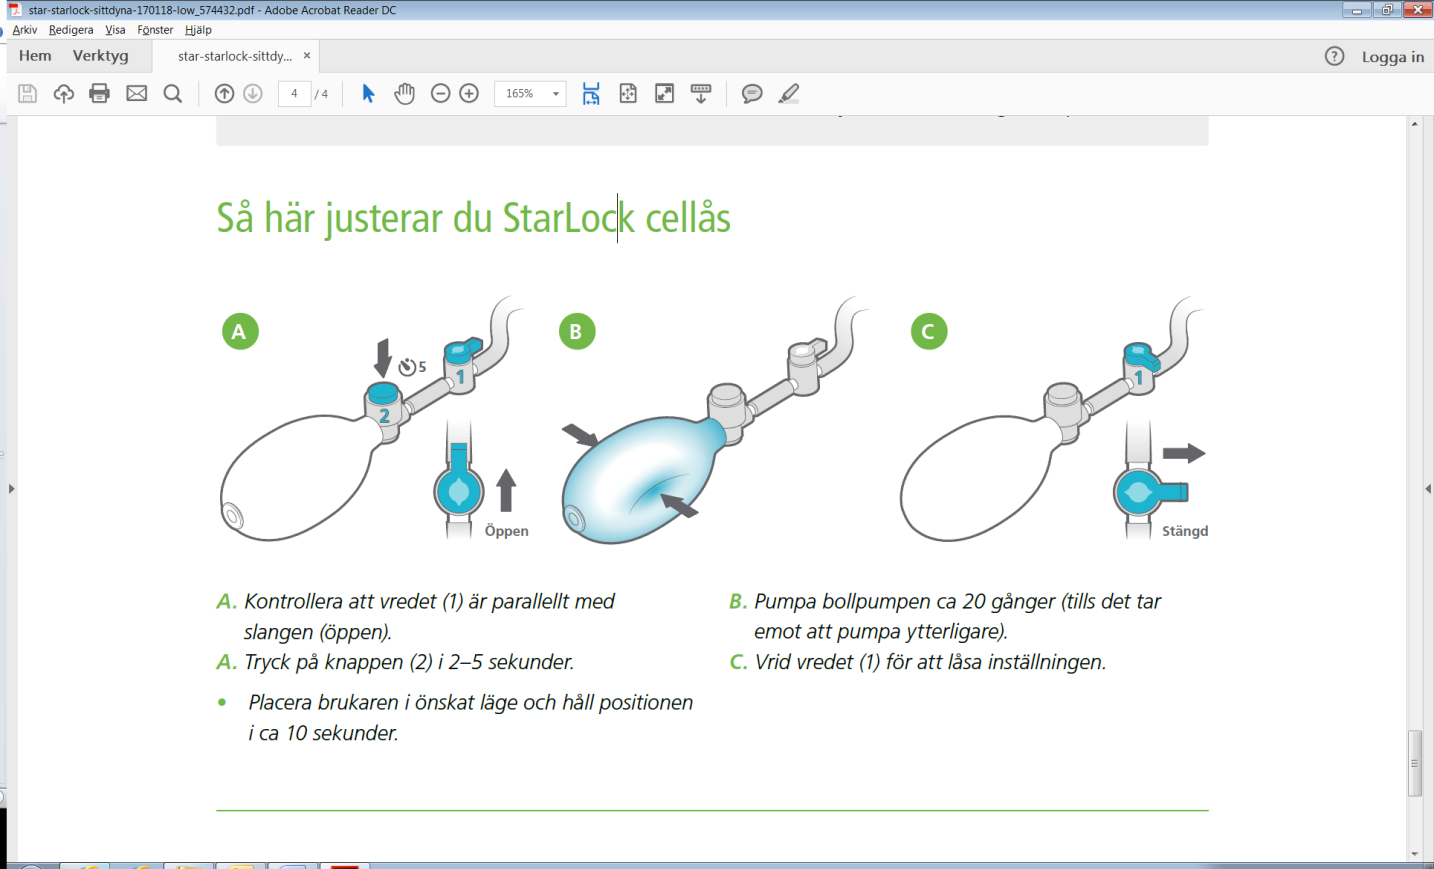 star-starlock-sittdyna-170118-low_574432.pdf - Adobe Acrobat Reader DC
Arkiv Redigera Visa Fönster Hjälp
Hem Verktyg star-starlock-sittdy... × ? Logga in
4 / 4 165%
Så här justerar du StarLock cellås
A B C
5
1
2
1
Öppen
Stängd
A. Kontrollera att vredet (1) är parallellt med
slangen (öppen).
A. Tryck på knappen (2) i 2–5 sekunder.
• Placera brukaren i önskat läge och håll positionen
i ca 10 sekunder.
B. Pumpa bollpumpen ca 20 gånger (tills det tar
emot att pumpa ytterligare).
C. Vrid vredet (1) för att låsa inställningen.